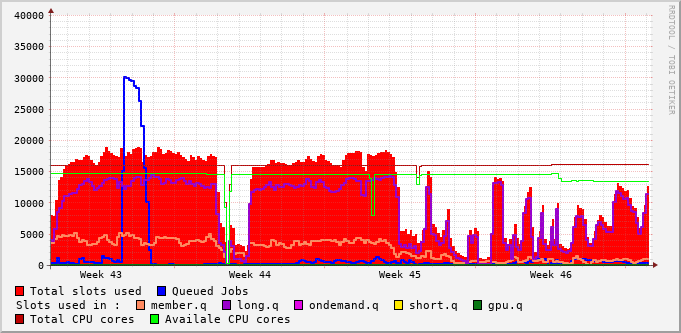 40000
35000
30000
25000
20000
15000
10000
5000
0
Week 43 Week 44 Week 45 Week 46
RRDTOOL / TOBI OETIKER
Total slots used Queued Jobs
Slots used in : member.q long.q ondemand.q short.q gpu.q
Total CPU cores Availale CPU cores